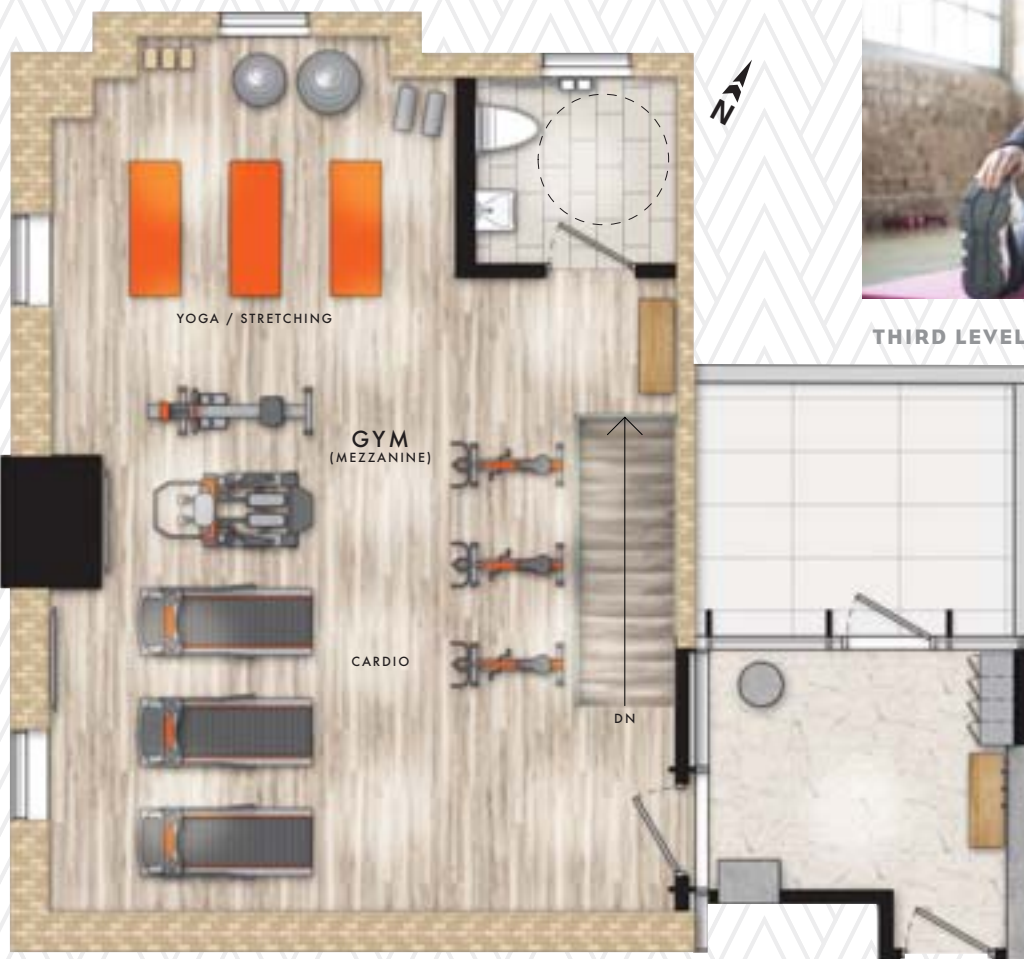 N
THIRD LEVEL
YOGA / STRETCHING
GYM
(MEZZANINE)
CARDIO
DN